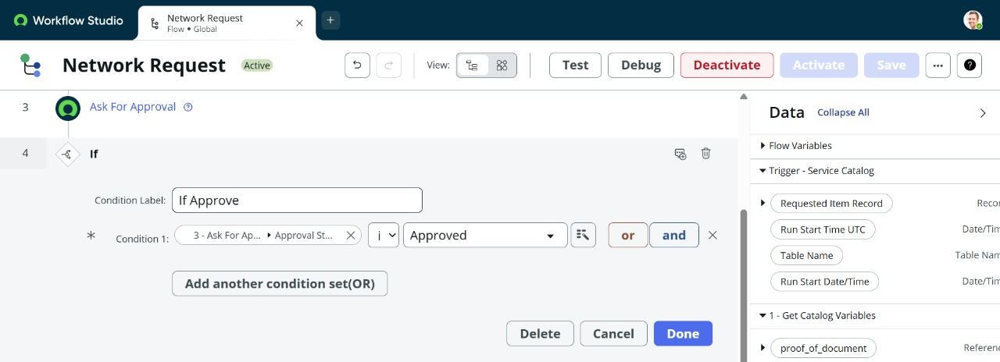 Workflow Studio
Network Request
Flow • Global
Network Request Active
View:
Test Debug Deactivate Activate Save
3 Ask For Approval
4 If
Condition Label: If Approve
* Condition 1: 3 - Ask For Ap... Approval St... i Approved or and
Add another condition set(OR)
Delete Cancel Done
Data Collapse All
Flow Variables
Trigger - Service Catalog
Requested Item Record Recor
Run Start Time UTC Date/Tim
Table Name Table Nam
Run Start Date/Time Date/Tim
1 - Get Catalog Variables
proof_of_document Referenc